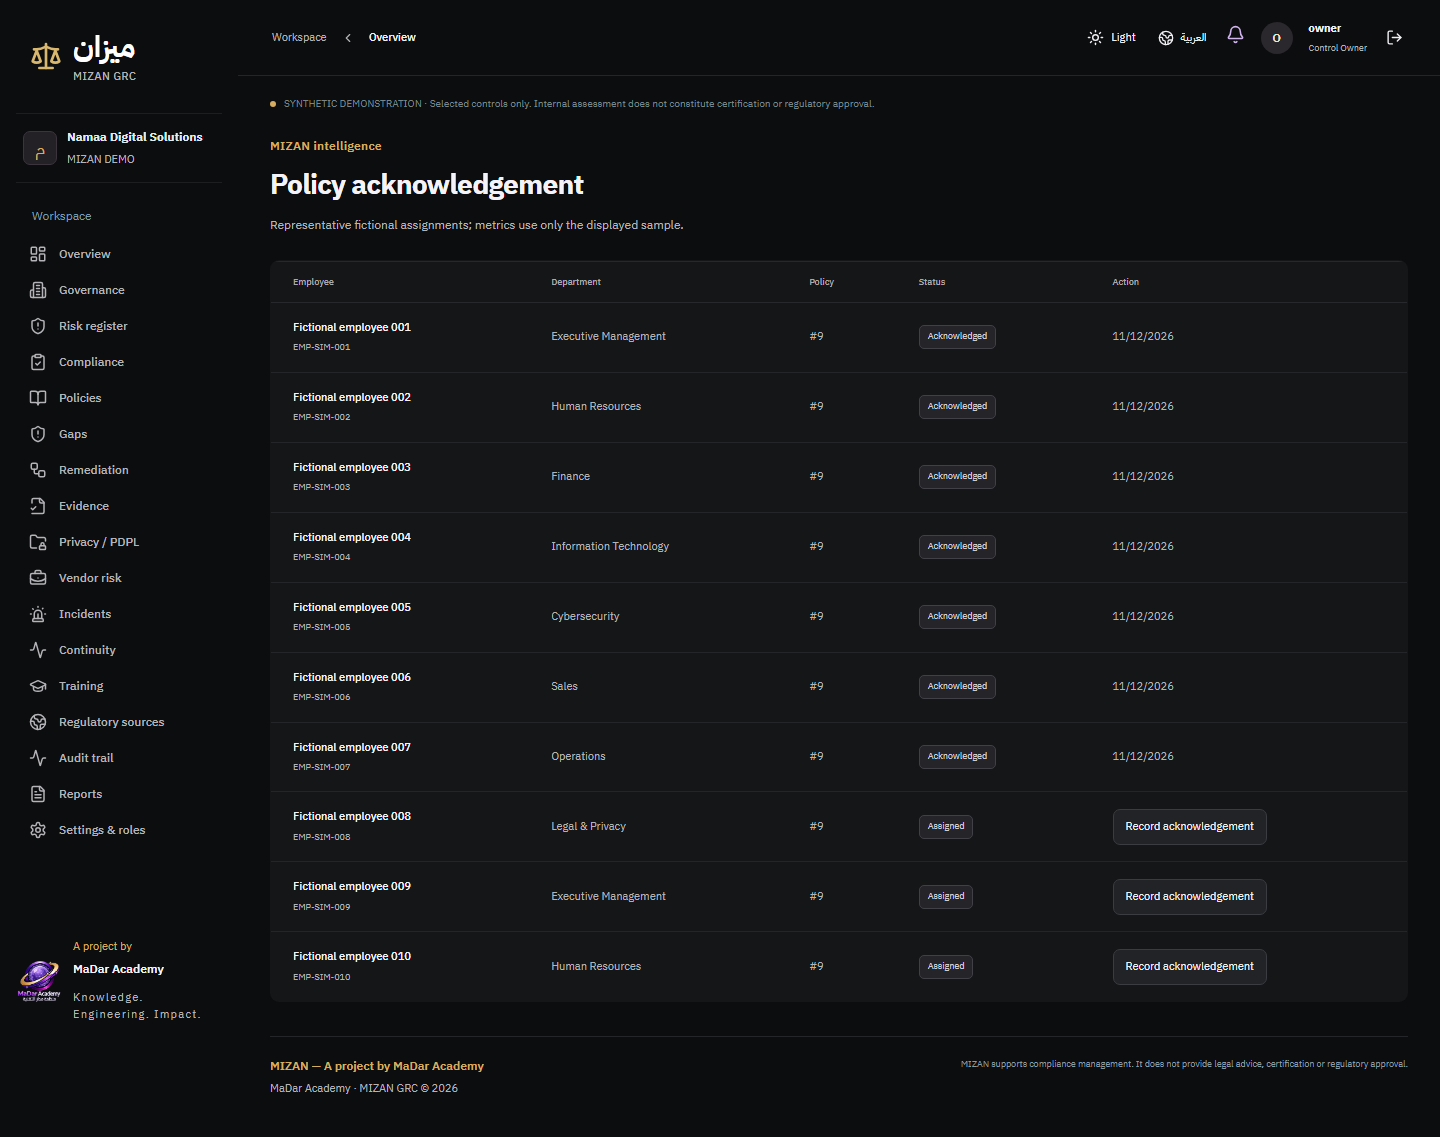 ميزان
MIZAN GRC
م
Namaa Digital Solutions
MIZAN DEMO
Workspace
Overview
Governance
Risk register
Compliance
Policies
Gaps
Remediation
Evidence
Privacy / PDPL
Vendor risk
Incidents
Continuity
Training
Regulatory sources
Audit trail
Reports
Settings & roles
A project by
MaDar Academy
Knowledge.
Engineering. Impact.
MaDar Academy
Workspace
Overview
Light
العربية
O
owner
Control Owner
SYNTHETIC DEMONSTRATION · Selected controls only. Internal assessment does not constitute certification or regulatory approval.
MIZAN intelligence
Policy acknowledgement
Representative fictional assignments; metrics use only the displayed sample.
Employee Department Policy Status Action
Fictional employee 001
EMP-SIM-001
Executive Management #9 Acknowledged 11/12/2026
Fictional employee 002
EMP-SIM-002
Human Resources #9 Acknowledged 11/12/2026
Fictional employee 003
EMP-SIM-003
Finance #9 Acknowledged 11/12/2026
Fictional employee 004
EMP-SIM-004
Information Technology #9 Acknowledged 11/12/2026
Fictional employee 005
EMP-SIM-005
Cybersecurity #9 Acknowledged 11/12/2026
Fictional employee 006
EMP-SIM-006
Sales #9 Acknowledged 11/12/2026
Fictional employee 007
EMP-SIM-007
Operations #9 Acknowledged 11/12/2026
Fictional employee 008
EMP-SIM-008
Legal & Privacy #9 Assigned Record acknowledgement
Fictional employee 009
EMP-SIM-009
Executive Management #9 Assigned Record acknowledgement
Fictional employee 010
EMP-SIM-010
Human Resources #9 Assigned Record acknowledgement
MIZAN — A project by MaDar Academy
MaDar Academy · MIZAN GRC © 2026
MIZAN supports compliance management. It does not provide legal advice, certification or regulatory approval.